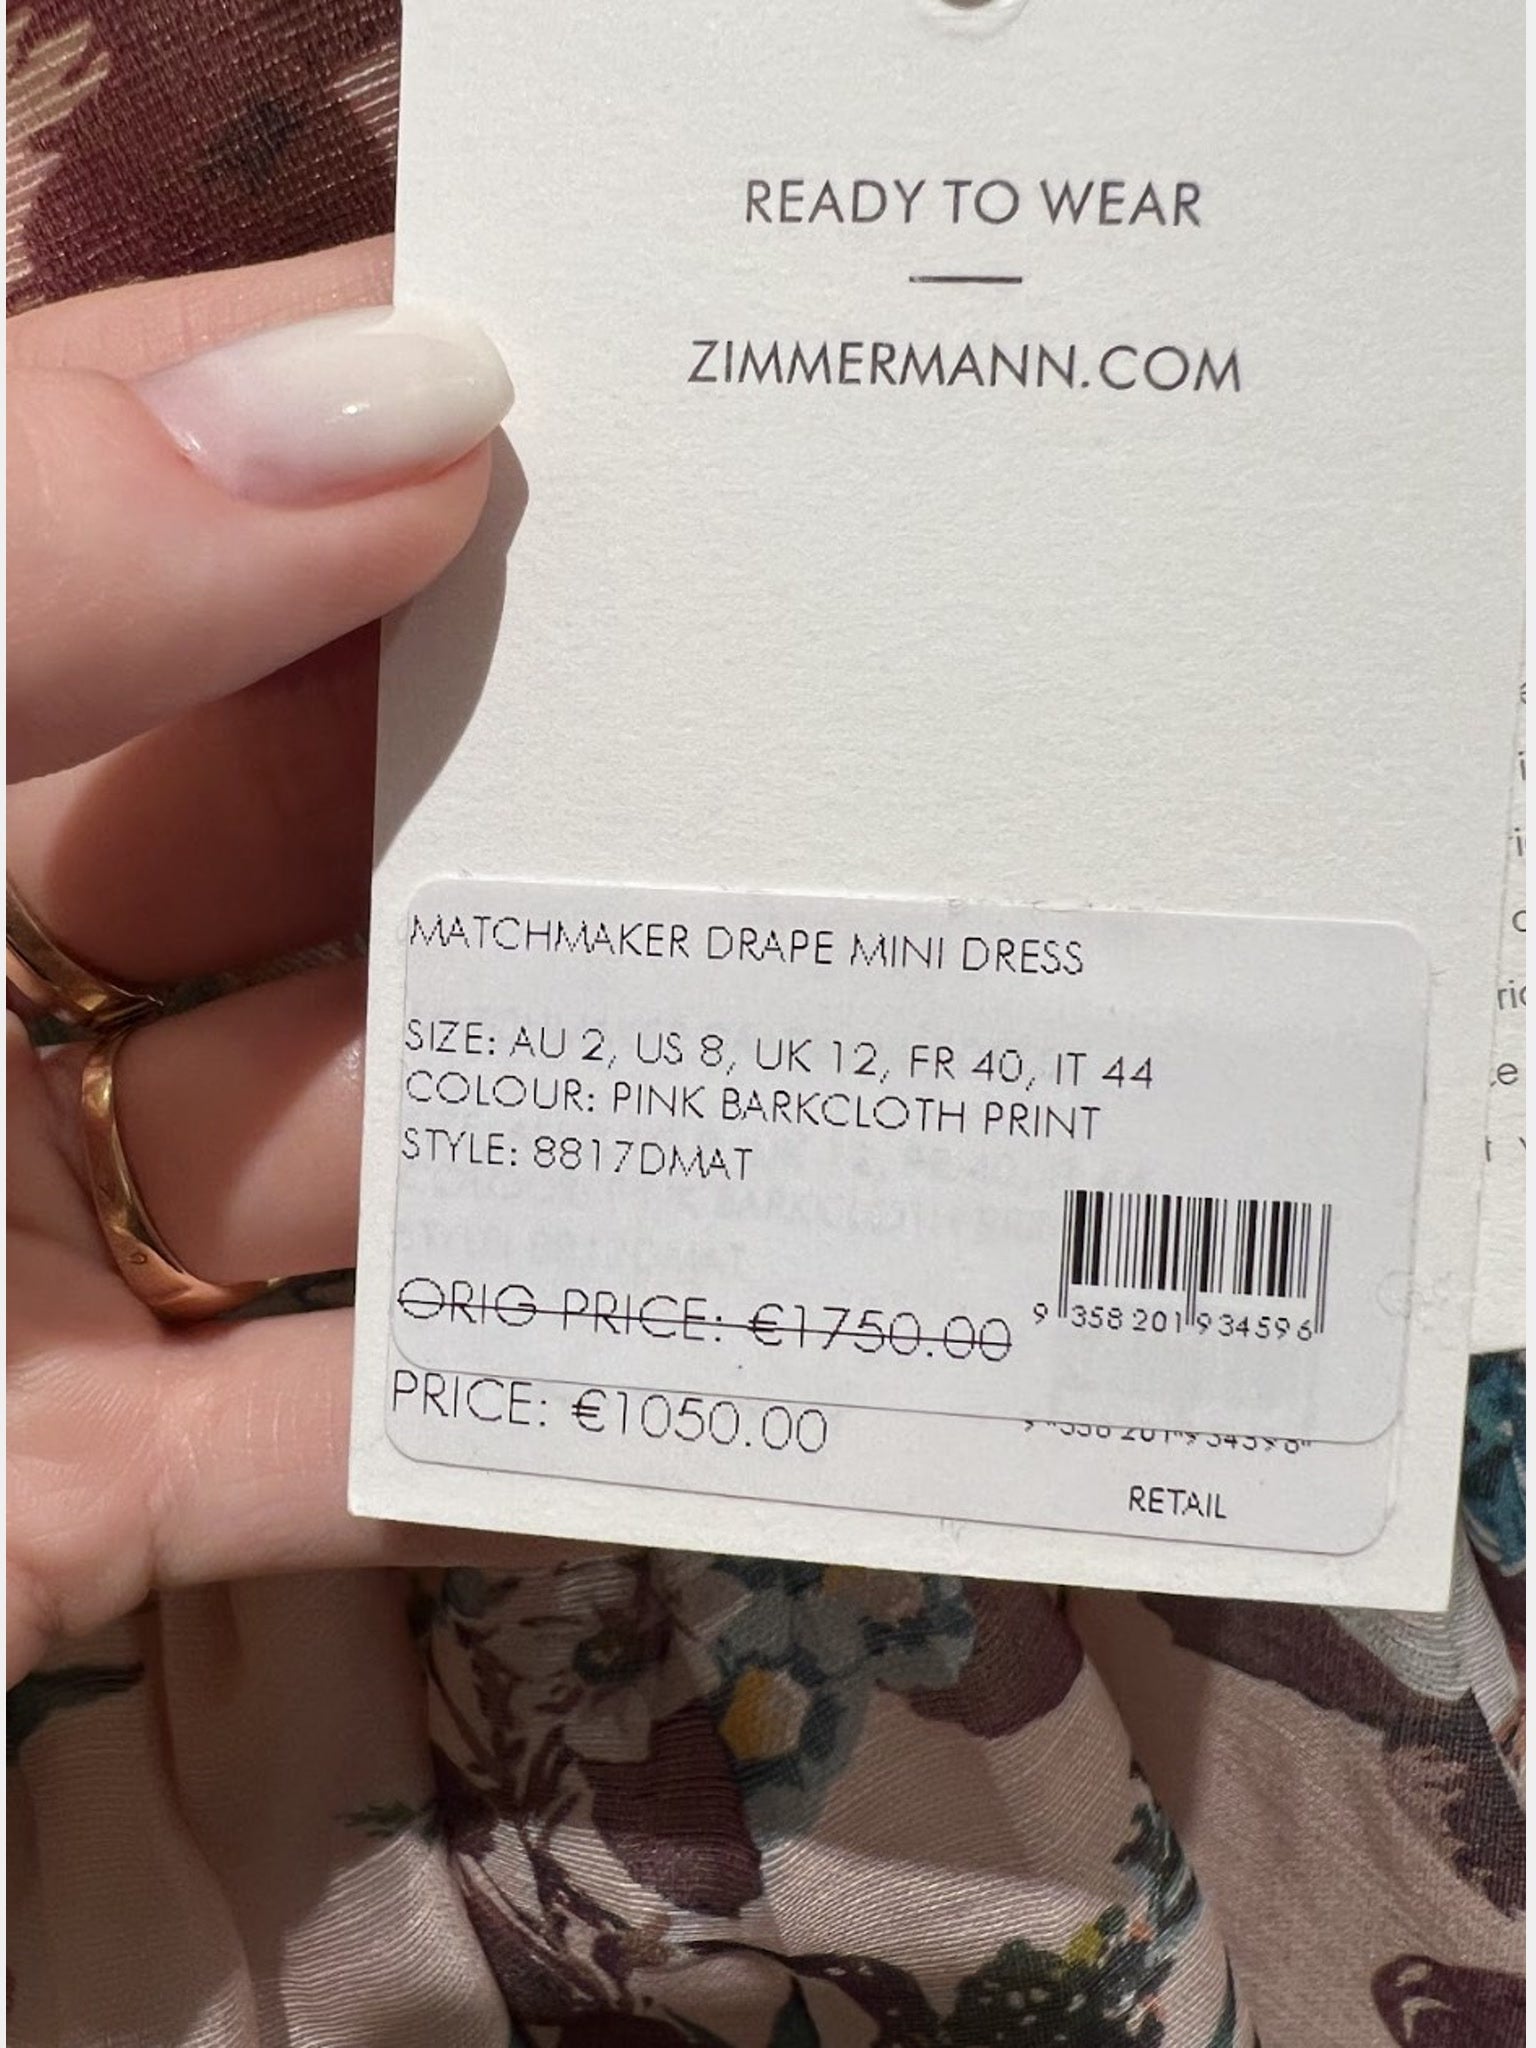 READY TO WEAR
ZIMMERMANN.COM
MATCHMAKER DRAPE MINI DRESS
SIZE: AU 2, US 8, UK 12, FR 40, IT 44
COLOUR: PINK BARKCLOTH PRINT
STYLE: 8817DMAT
ORIG PRICE: €1750.00
9 358201 934596
PRICE: €1050.00
RETAIL